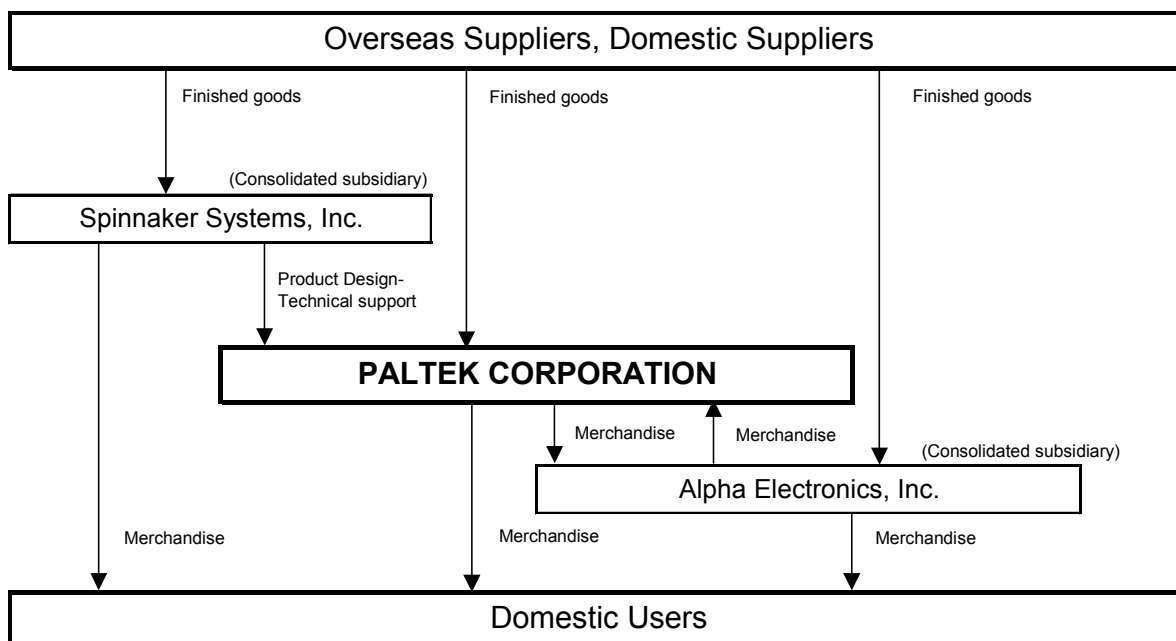 Overseas Suppliers, Domestic Suppliers
Finished goods
Finished goods
Finished goods
(Consolidated subsidiary)
Spinnaker Systems, Inc.
Product Design-
Technical support
PALTEK CORPORATION
Merchandise
Merchandise
(Consolidated subsidiary)
Alpha Electronics, Inc.
Merchandise
Merchandise
Merchandise
Domestic Users